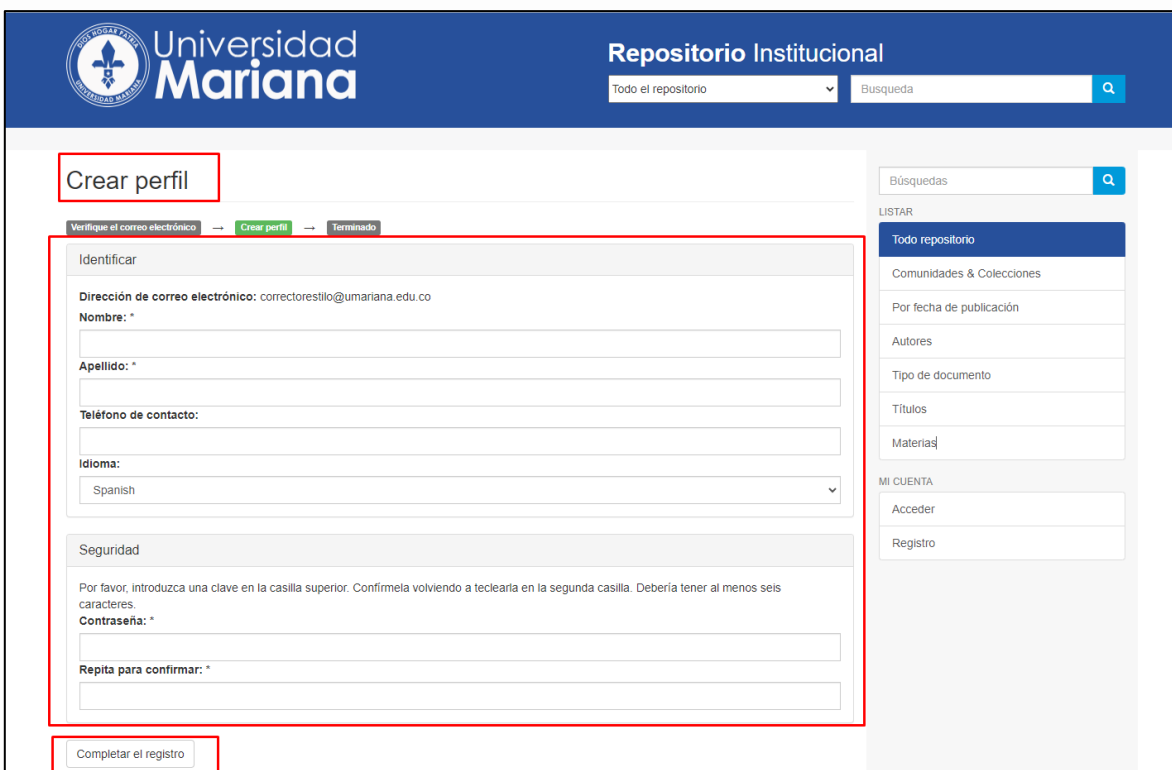 DIOS HOGAR PATRIA
UNIVERSIDAD MARIANA
Universidad
Mariana
Repositorio Institucional
Todo el repositorio
Busqueda
Crear perfil
Verifique el correo electrónico → Crear perfil → Terminado
Identificar
Dirección de correo electrónico: correctorestilo@umariana.edu.co
Nombre: *
Apellido: *
Teléfono de contacto:
Idioma:
Spanish
Seguridad
Por favor, introduzca una clave en la casilla superior. Confírmela volviendo a teclearla en la segunda casilla. Debería tener al menos seis
caracteres.
Contraseña: *
Repita para confirmar: *
Completar el registro
Búsquedas
LISTAR
Todo repositorio
Comunidades & Colecciones
Por fecha de publicación
Autores
Tipo de documento
Títulos
Materias
MI CUENTA
Acceder
Registro